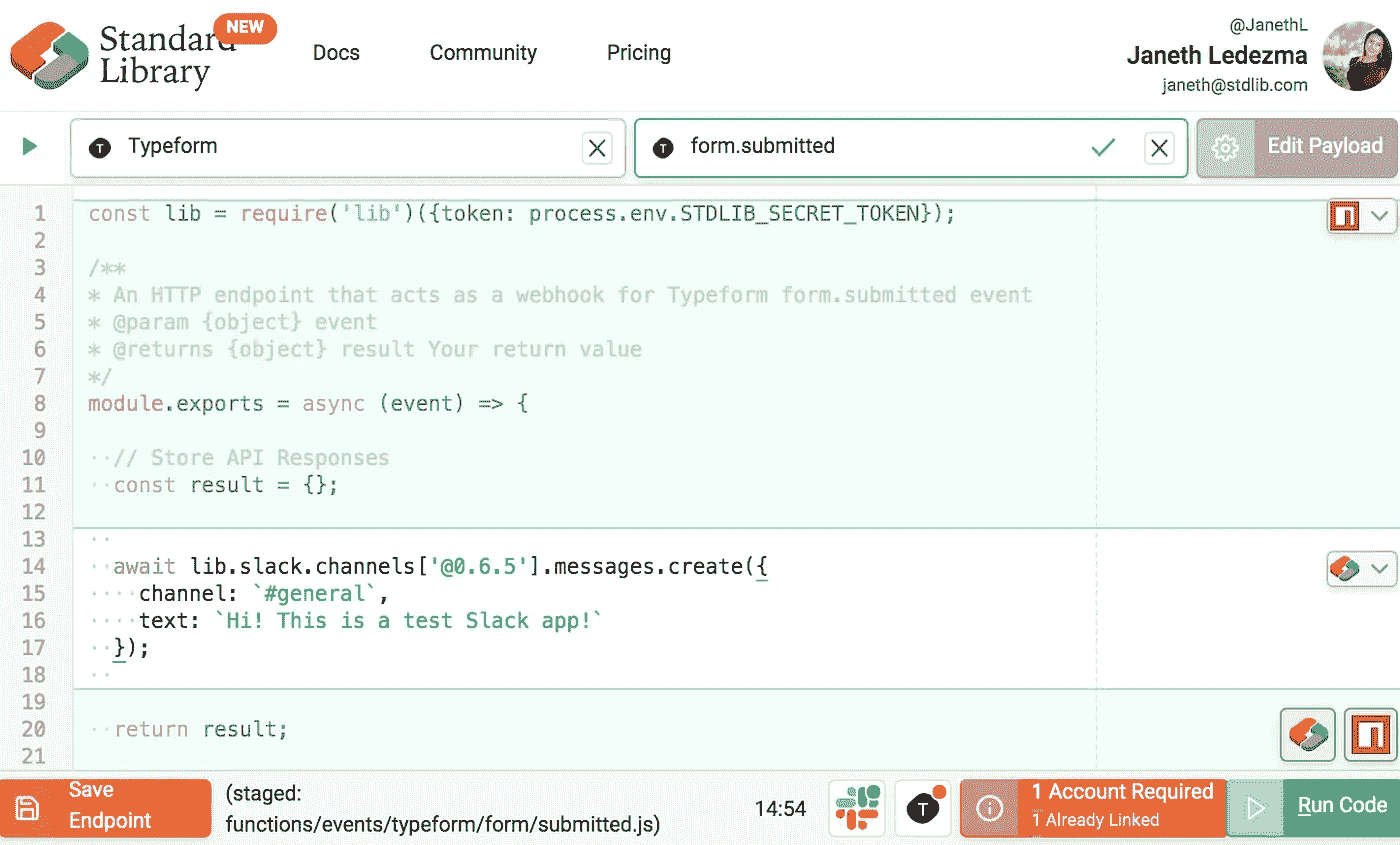 Standard
Library
NEW
Docs
Community
Pricing
@JanethL
Janeth Ledezma
janeth@stdlib.com
T Typeform
T form.submitted
Edit Payload
1 const lib = require('lib')({token: process.env.STDLIB_SECRET_TOKEN});
2
3 /**
4 * An HTTP endpoint that acts as a webhook for Typeform form.submitted event
5 * @param {object} event
6 * @returns {object} result Your return value
7 */
8 module.exports = async (event) => {
9
10 ··// Store API Responses
11 ··const result = {};
12
13 ··
14 ··await lib.slack.channels['@0.6.5'].messages.create({
15 ····channel: `#general`,
16 ····text: `Hi! This is a test Slack app!`
17 ··});
18 ··
19
20 ··return result;
21
Save
Endpoint
(staged:
functions/events/typeform/form/submitted.js)
14:54
T
1 Account Required
1 Already Linked
Run Code